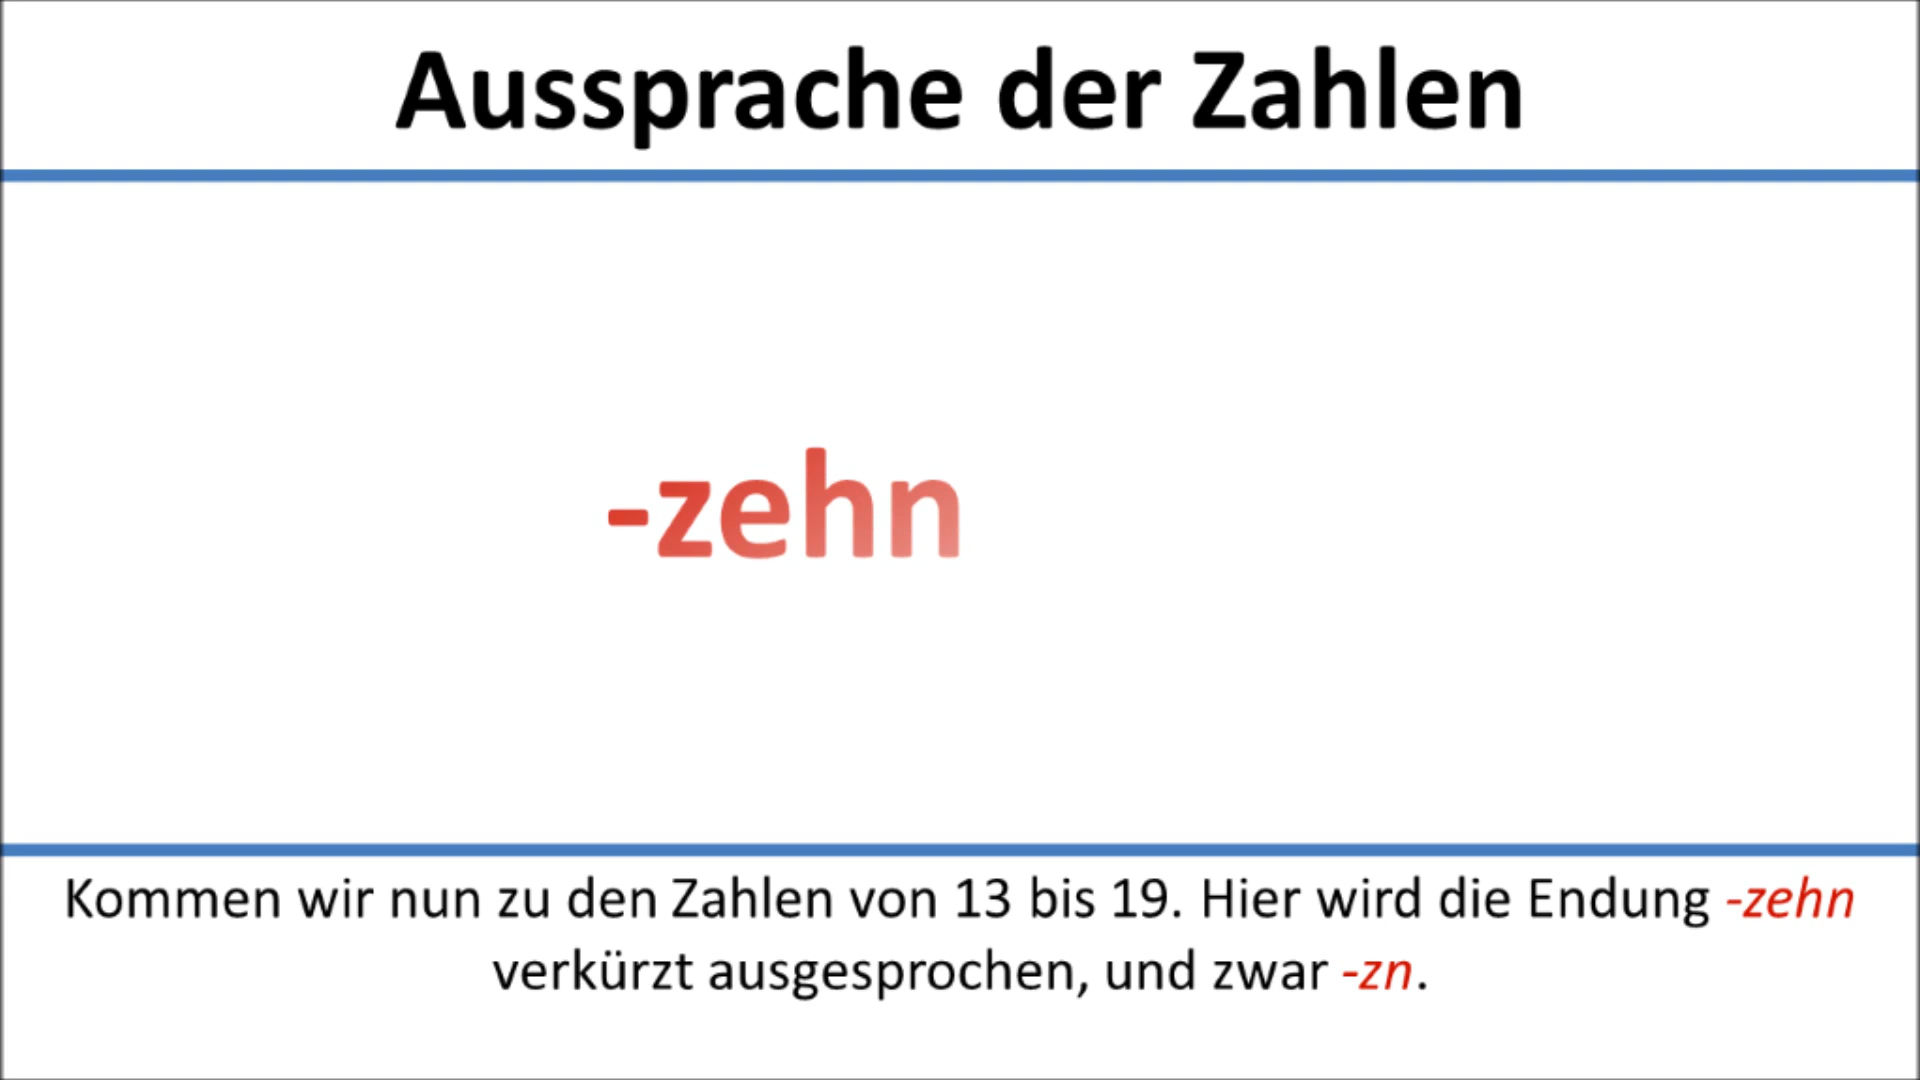 Aussprache der Zahlen
-zehn
Kommen wir nun zu den Zahlen von 13 bis 19. Hier wird die Endung -zehn
verkürzt ausgesprochen, und zwar -zn.